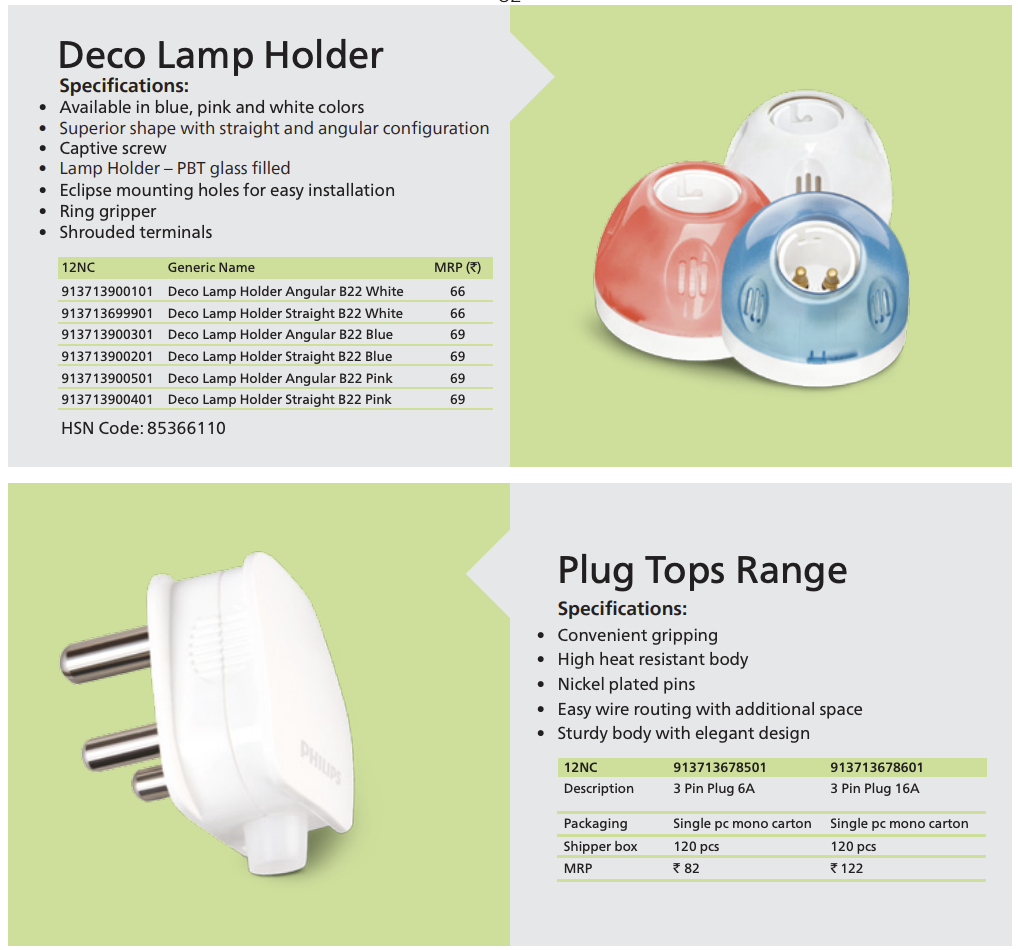 Deco Lamp Holder
Specifications:
• Available in blue, pink and white colors
• Superior shape with straight and angular configuration
• Captive screw
• Lamp Holder – PBT glass filled
• Eclipse mounting holes for easy installation
• Ring gripper
• Shrouded terminals
12NC Generic Name MRP (₹)
913713900101 Deco Lamp Holder Angular B22 White 66
913713699901 Deco Lamp Holder Straight B22 White 66
913713900301 Deco Lamp Holder Angular B22 Blue 69
913713900201 Deco Lamp Holder Straight B22 Blue 69
913713900501 Deco Lamp Holder Angular B22 Pink 69
913713900401 Deco Lamp Holder Straight B22 Pink 69
HSN Code: 85366110
PHILIPS
Plug Tops Range
Specifications:
• Convenient gripping
• High heat resistant body
• Nickel plated pins
• Easy wire routing with additional space
• Sturdy body with elegant design
12NC 913713678501 913713678601
Description 3 Pin Plug 6A 3 Pin Plug 16A
Packaging Single pc mono carton Single pc mono carton
Shipper box 120 pcs 120 pcs
MRP ₹ 82 ₹ 122